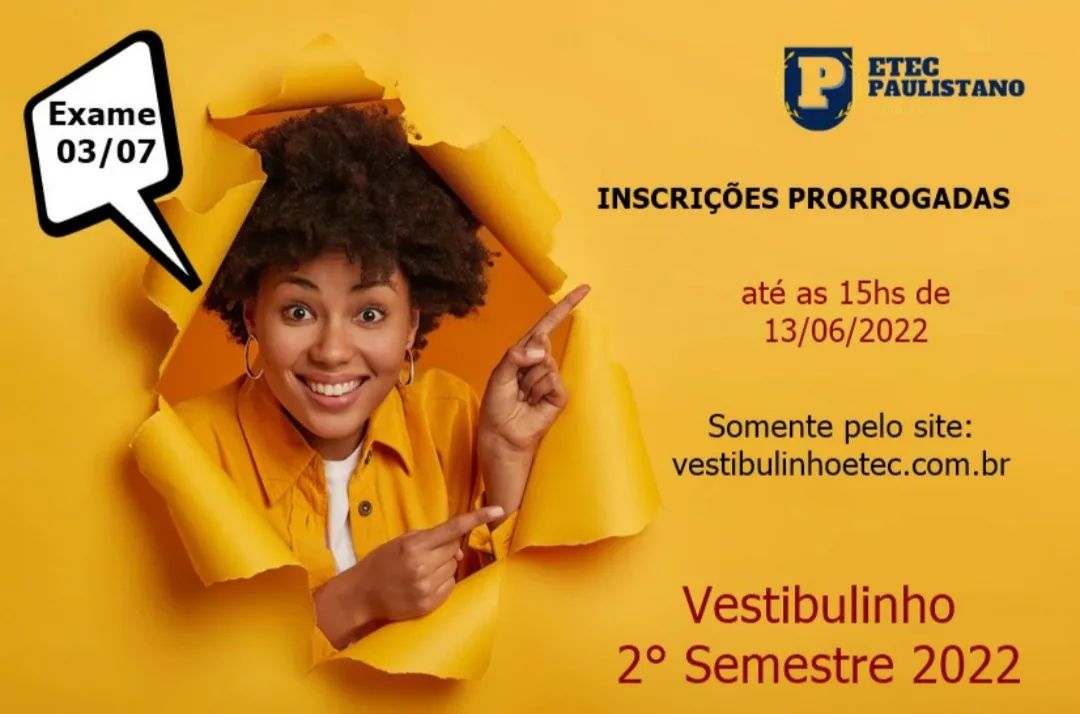 Exame
03/07
P
ETEC
PAULISTANO
INSCRIÇÕES PRORROGADAS
até as 15hs de
13/06/2022
Somente pelo site:
vestibulinhoetec.com.br
Vestibulinho
2° Semestre 2022